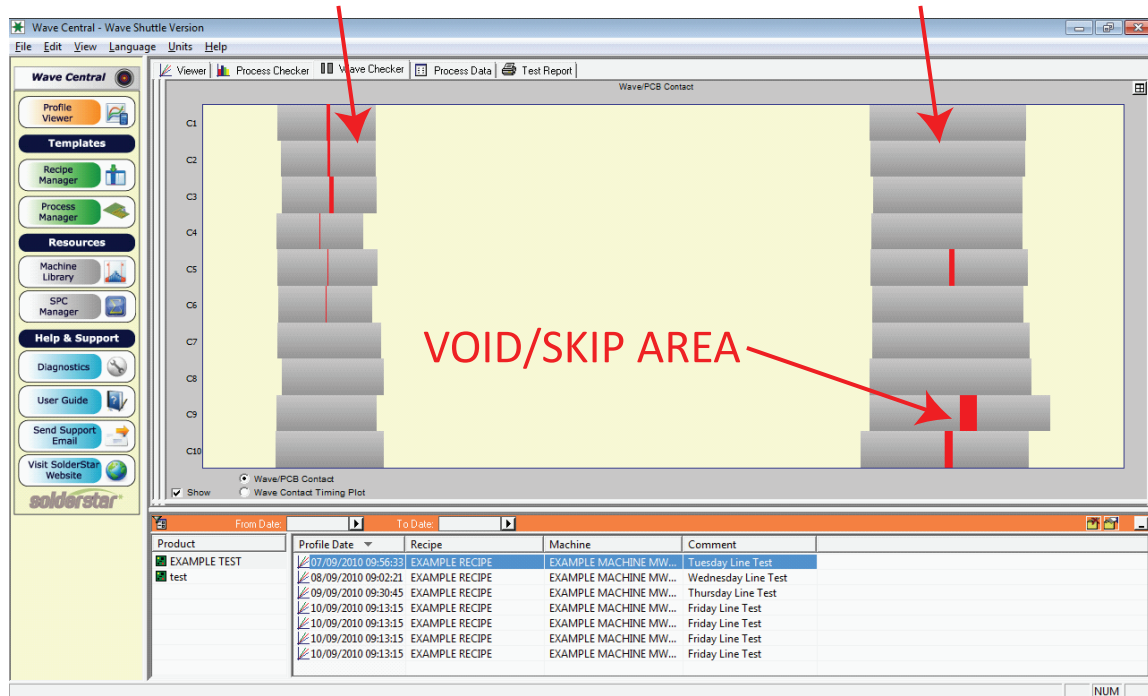 Wave Central - Wave Shuttle Version
File Edit View Language Units Help
Wave Central
Profile Viewer
Templates
Recipe Manager
Process Manager
Resources
Machine Library
SPC Manager
Help & Support
Diagnostics
User Guide
Send Support Email
Visit SolderStar Website
solderstar
Viewer Process Checker Wave Checker Process Data Test Report
Wave/PCB Contact
C1
C2
C3
C4
C5
C6
C7
C8
C9
C10
VOID/SKIP AREA
Wave/PCB Contact
Show Wave Contact Timing Plot
From Date: To Date:
Product Profile Date Recipe Machine Comment
EXAMPLE TEST 07/09/2010 09:56:33 EXAMPLE RECIPE EXAMPLE MACHINE MW... Tuesday Line Test
test 08/09/2010 09:02:21 EXAMPLE RECIPE EXAMPLE MACHINE MW... Wednesday Line Test
09/09/2010 09:30:45 EXAMPLE RECIPE EXAMPLE MACHINE MW... Thursday Line Test
10/09/2010 09:13:15 EXAMPLE RECIPE EXAMPLE MACHINE MW... Friday Line Test
10/09/2010 09:13:15 EXAMPLE RECIPE EXAMPLE MACHINE MW... Friday Line Test
10/09/2010 09:13:15 EXAMPLE RECIPE EXAMPLE MACHINE MW... Friday Line Test
10/09/2010 09:13:15 EXAMPLE RECIPE EXAMPLE MACHINE MW... Friday Line Test
NUM